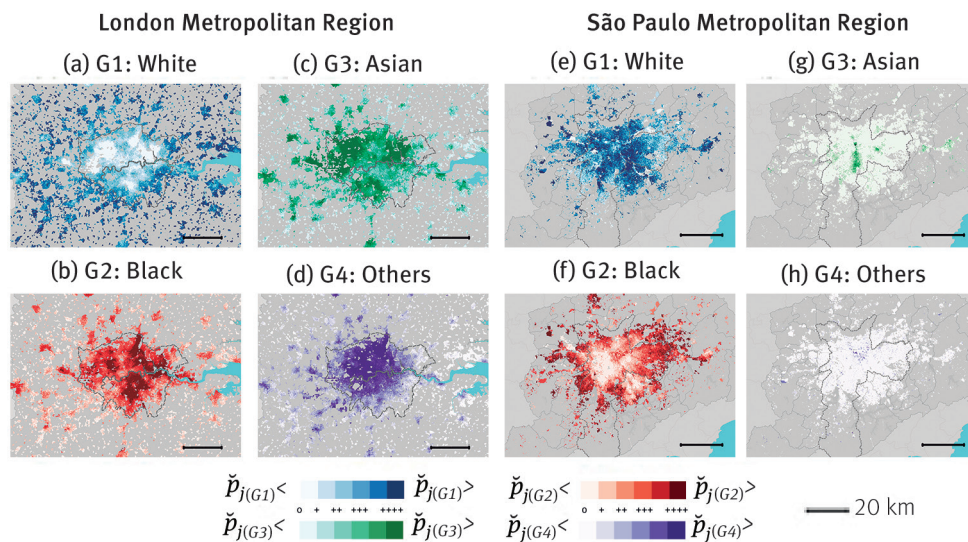 London Metropolitan Region
São Paulo Metropolitan Region
(a) G1: White
(c) G3: Asian
(e) G1: White
(g) G3: Asian
(b) G2: Black
(d) G4: Others
(f) G2: Black
(h) G4: Others
p̌j(G1)< p̌j(G1)>
o + ++ +++ ++++
p̌j(G3)< p̌j(G3)>
p̌j(G2)< p̌j(G2)>
o + ++ +++ ++++
p̌j(G4)< p̌j(G4)>
20 km